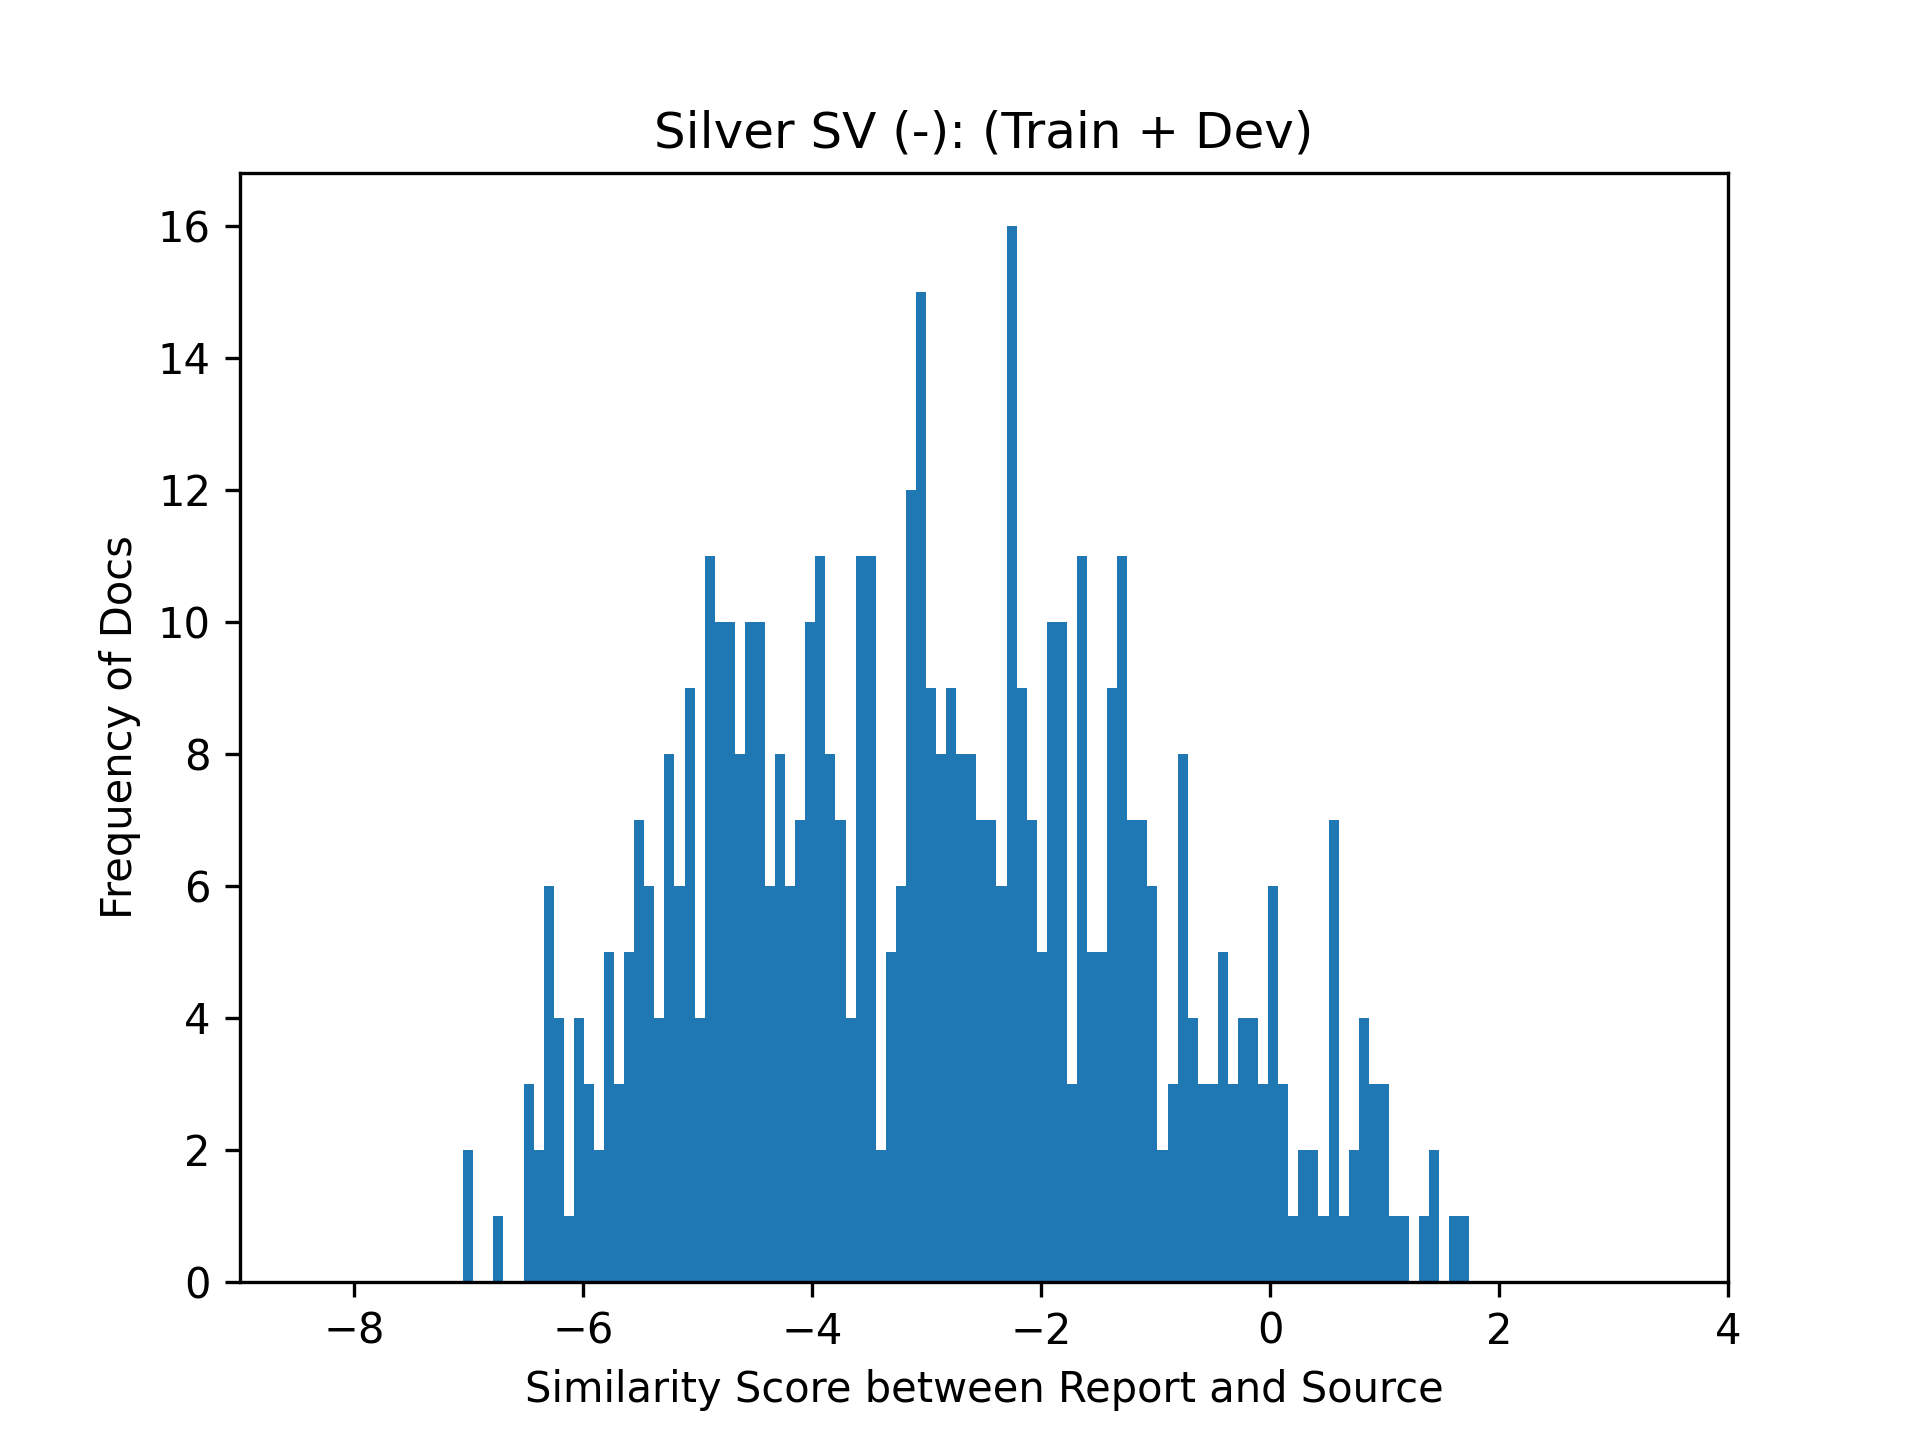 Silver SV (-): (Train + Dev)
16
14
12
10
8
6
4
2
0
Frequency of Docs
−8 −6 −4 −2 0 2 4
Similarity Score between Report and Source